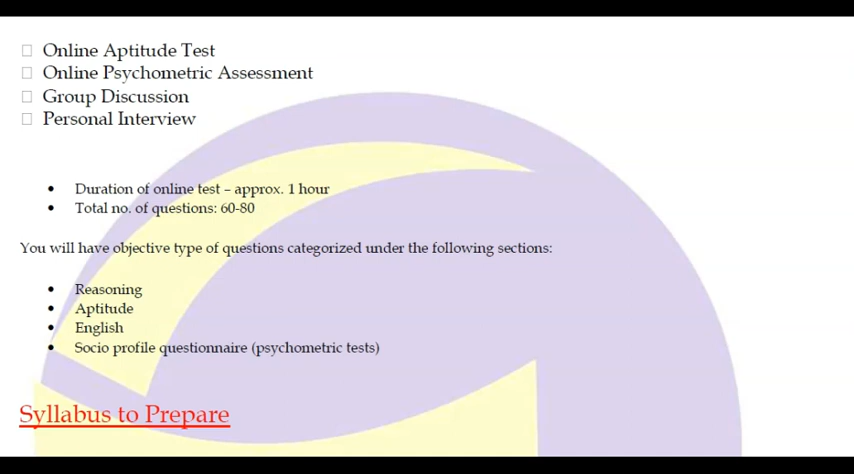 Online Aptitude Test
Online Psychometric Assessment
Group Discussion
Personal Interview
• Duration of online test – approx. 1 hour
• Total no. of questions: 60-80
You will have objective type of questions categorized under the following sections:
• Reasoning
• Aptitude
• English
• Socio profile questionnaire (psychometric tests)
Syllabus to Prepare